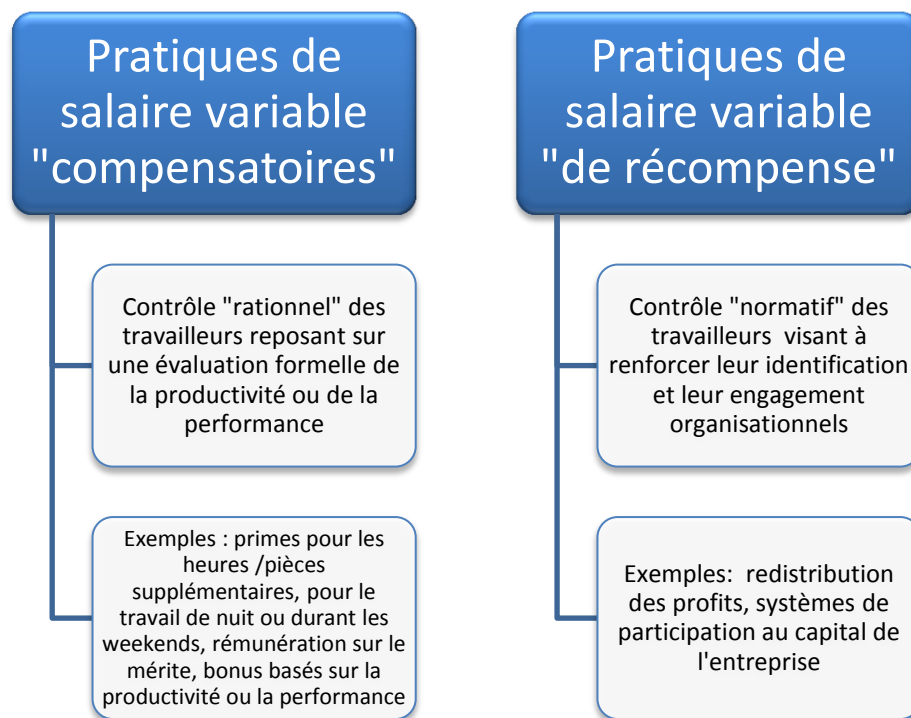 Pratiques de
salaire variable
"compensatoires"
Contrôle "rationnel" des
travailleurs reposant sur
une évaluation formelle de
la productivité ou de la
performance
Exemples : primes pour les
heures /pièces
supplémentaires, pour le
travail de nuit ou durant les
weekends, rémunération sur le
mérite, bonus basés sur la
productivité ou la performance
Pratiques de
salaire variable
"de récompense"
Contrôle "normatif" des
travailleurs  visant à
renforcer leur identification
et leur engagement
organisationnels
Exemples:  redistribution
des profits, systèmes de
participation au capital de
l'entreprise